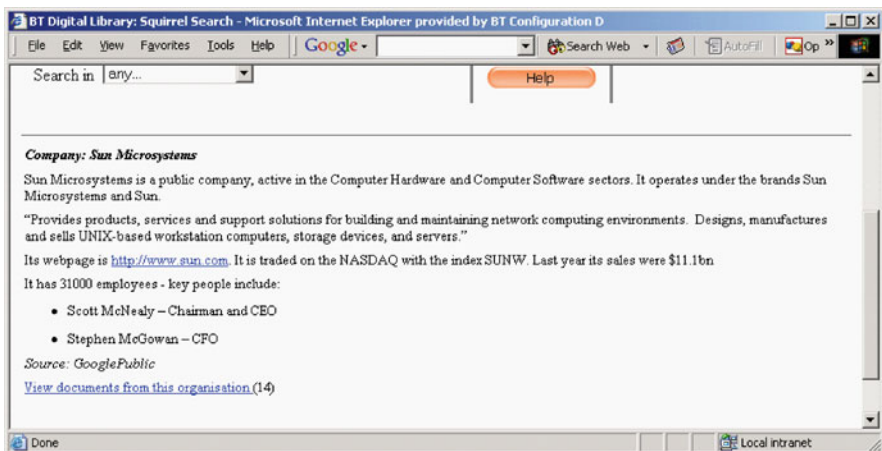 BT Digital Library: Squirrel Search - Microsoft Internet Explorer provided by BT Configuration D
File Edit View Favorites Tools Help Google Search Web AutoFill Op »
Search in any... Help
Company: Sun Microsystems
Sun Microsystems is a public company, active in the Computer Hardware and Computer Software sectors. It operates under the brands Sun
Microsystems and Sun.
“Provides products, services and support solutions for building and maintaining network computing environments. Designs, manufactures
and sells UNIX-based workstation computers, storage devices, and servers.”
Its webpage is http://www.sun.com. It is traded on the NASDAQ with the index SUNW. Last year its sales were $11.1bn
It has 31000 employees - key people include:
• Scott McNealy – Chairman and CEO
• Stephen McGowan – CFO
Source: GooglePublic
View documents from this organisation (14)
Done Local intranet